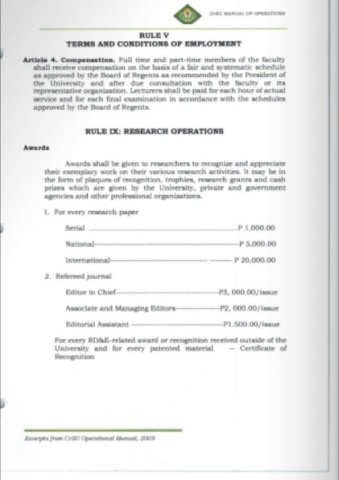 CvSU MANUAL OF OPERATIONS
RULE V
TERMS AND CONDITIONS OF EMPLOYMENT
Article 4. Compensation. Full time and part-time members of the faculty
shall receive compensation on the basis of a fair and systematic schedule
as approved by the Board of Regents as recommended by the President of
the University and after due consultation with the faculty or its
representative organization. Lecturers shall be paid for each hour of actual
service and for each final examination in accordance with the schedules
approved by the Board of Regents.
RULE IX: RESEARCH OPERATIONS
Awards
Awards shall be given to researchers to recognize and appreciate
their exemplary work on their various research activities. It may be in
the form of plaques of recognition, trophies, research grants and cash
prizes which are given by the University, private and government
agencies and other professional organizations.
1. For every research paper
Serial ................................................................P 1,000.00
National------------------------------------------------P 5,000.00
International-------------------------------- -------- P 20,000.00
2. Refereed journal
Editor in Chief----------------------------------P3, 000.00/issue
Associate and Managing Editors---------------P2, 000.00/issue
Editorial Assistant ------------------------------P1.500.00/issue
For every RD&E-related award or recognition received outside of the
University and for every patented material -- Certificate of
Recognition
Excerpts from CvSU Operational Manual, 2009